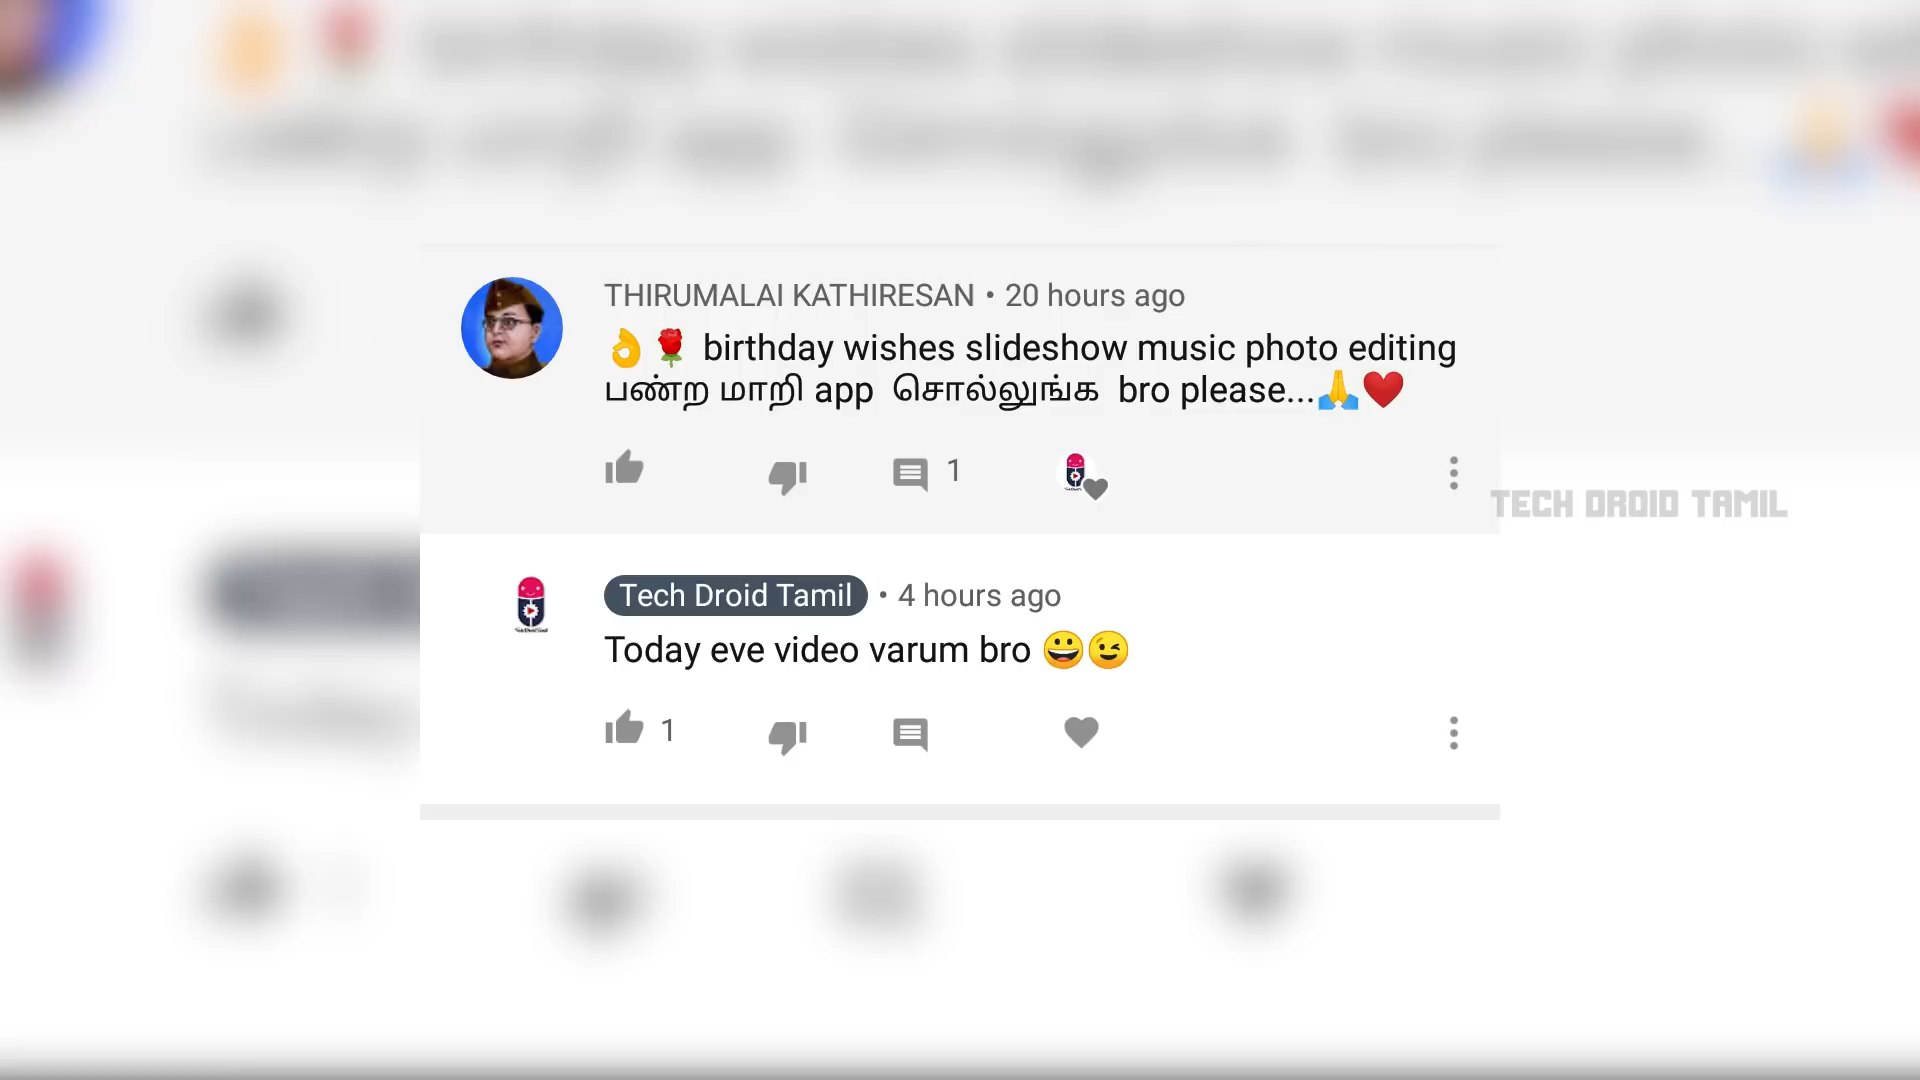 THIRUMALAI KATHIRESAN • 20 hours ago
👌🌹 birthday wishes slideshow music photo editing
பண்ற மாறி app சொல்லுங்க bro please...🙏❤️
1
TECH DROID TAMIL
Tech Droid Tamil • 4 hours ago
Today eve video varum bro 😀😉
1